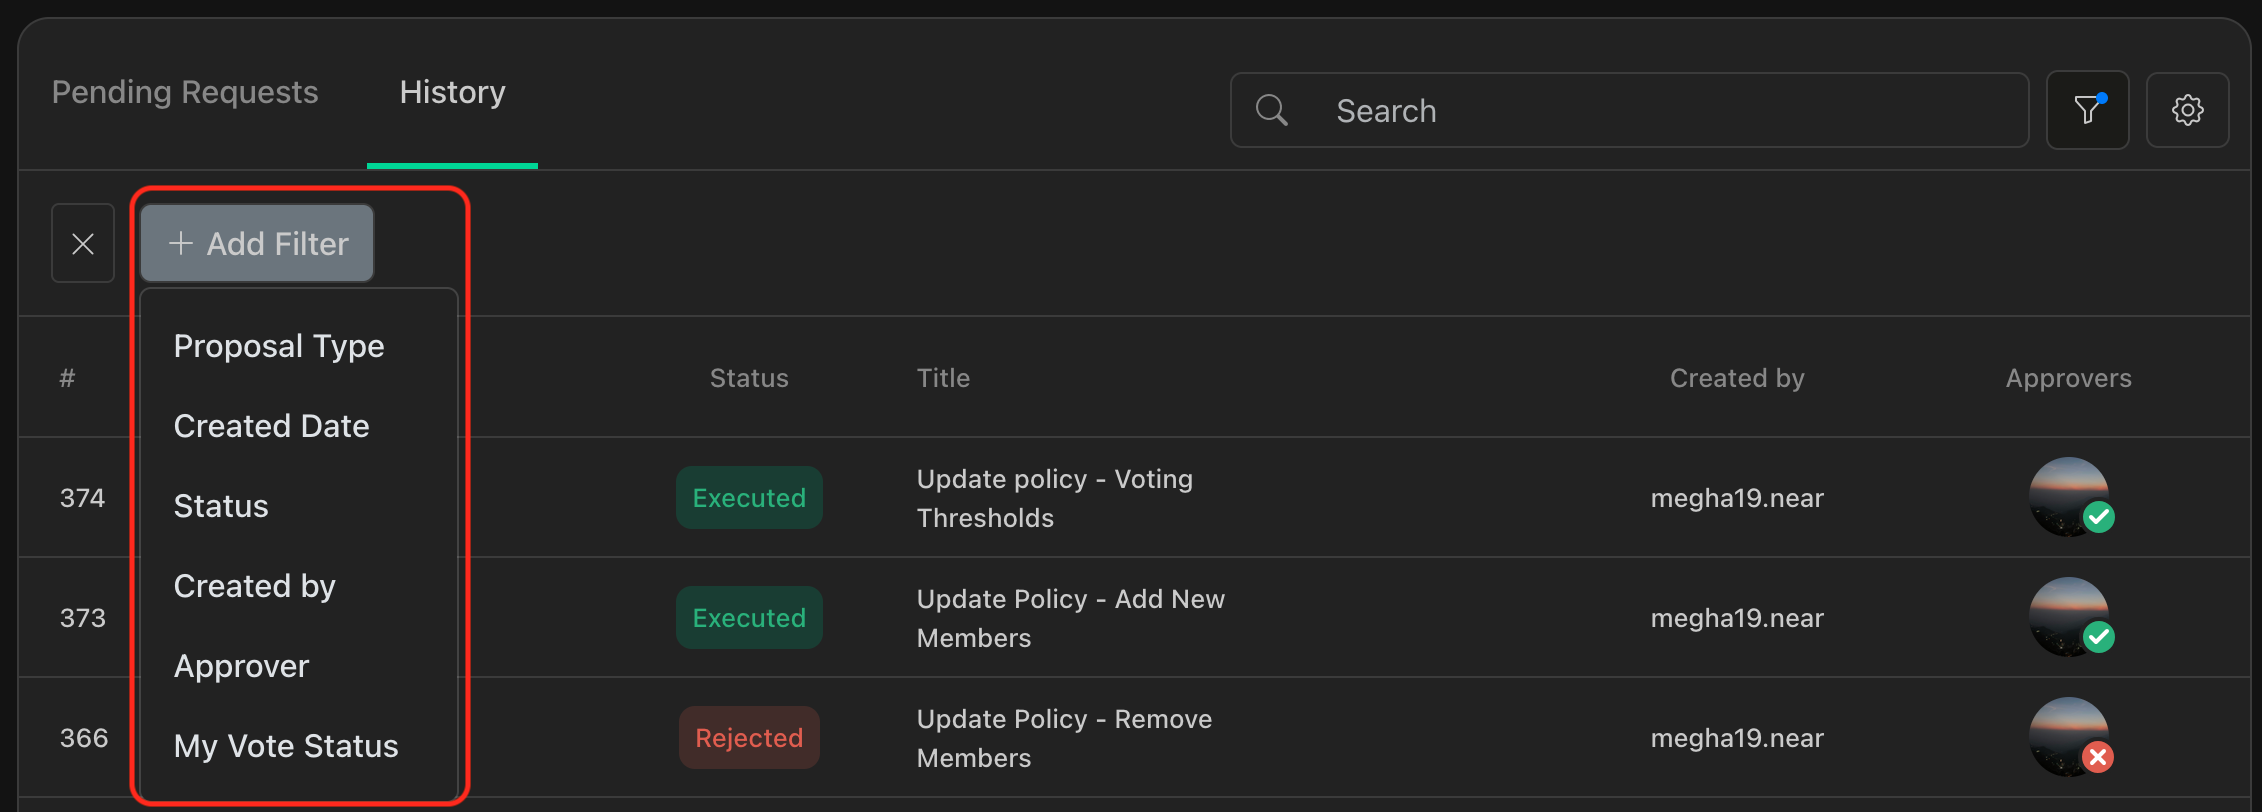 Pending Requests
History
Search
Add Filter
Proposal Type
Created Date
Status
Created by
Approver
My Vote Status
# Status Title Created by Approvers
374 Executed Update policy - Voting
Thresholds
megha19.near
373 Executed Update Policy - Add New
Members
megha19.near
366 Rejected Update Policy - Remove
Members
megha19.near